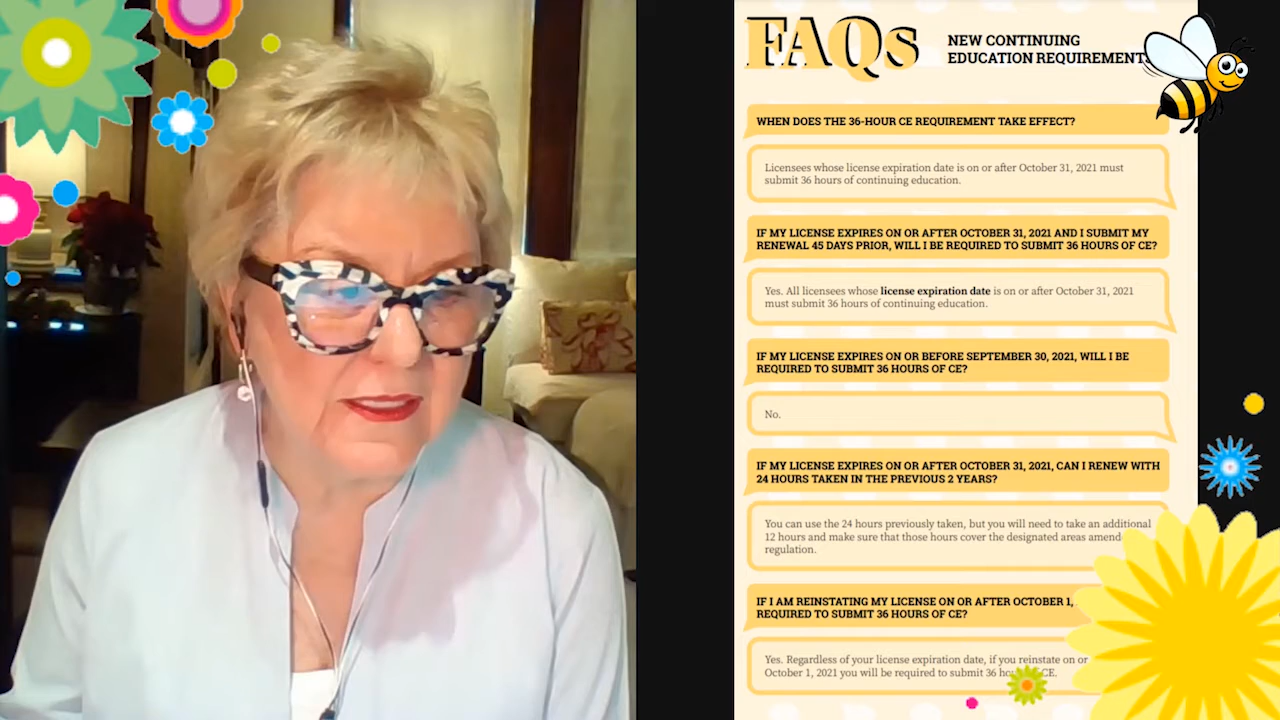 FAQs
NEW CONTINUING
EDUCATION REQUIREMENTS
WHEN DOES THE 36-HOUR CE REQUIREMENT TAKE EFFECT?
Licensees whose license expiration date is on or after October 31, 2021 must
submit 36 hours of continuing education.
IF MY LICENSE EXPIRES ON OR AFTER OCTOBER 31, 2021 AND I SUBMIT MY
RENEWAL 45 DAYS PRIOR, WILL I BE REQUIRED TO SUBMIT 36 HOURS OF CE?
Yes. All licensees whose license expiration date is on or after October 31, 2021
must submit 36 hours of continuing education.
IF MY LICENSE EXPIRES ON OR BEFORE SEPTEMBER 30, 2021, WILL I BE
REQUIRED TO SUBMIT 36 HOURS OF CE?
No.
IF MY LICENSE EXPIRES ON OR AFTER OCTOBER 31, 2021, CAN I RENEW WITH
24 HOURS TAKEN IN THE PREVIOUS 2 YEARS?
You can use the 24 hours previously taken, but you will need to take an additional
12 hours and make sure that those hours cover the designated areas
regulation.
IF I AM REINSTATING MY LICENSE ON OR AFTER OCTOBER 1,
REQUIRED TO SUBMIT 36 HOURS OF CE?
Yes. Regardless of your license expiration date, if you reinstate on or
October 1, 2021 you will be required to submit 36 CE.